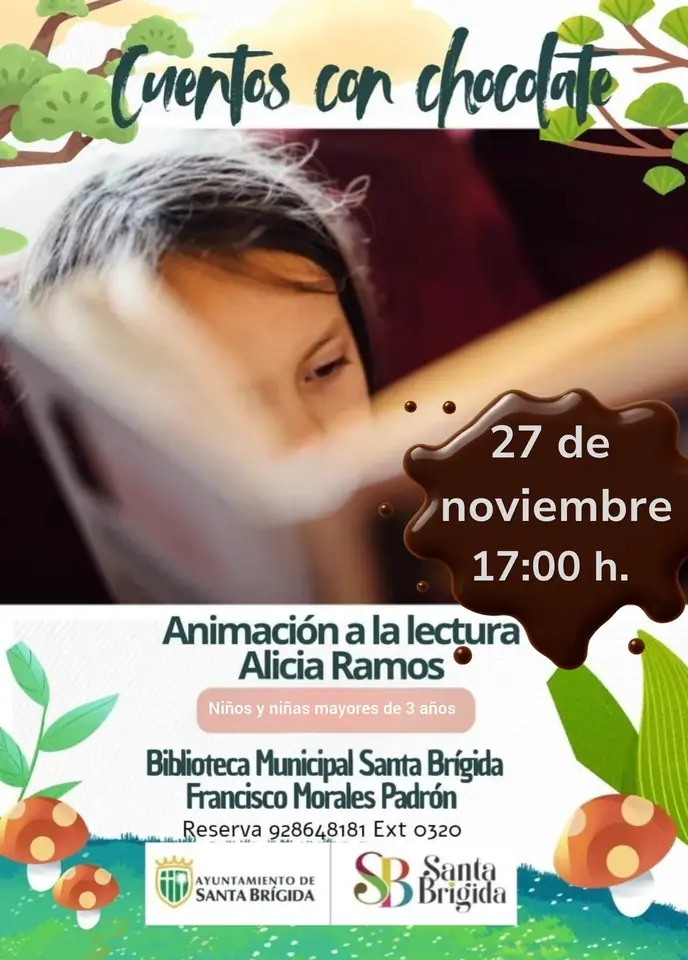 Cuentos con chocolate
27 de
noviembre
17:00 h.
Animación a la lectura
Alicia Ramos
Niños y niñas mayores de 3 años
Biblioteca Municipal Santa Brígida
Francisco Morales Padrón
Reserva 928648181 Ext 0320
AYUNTAMIENTO DE
SANTA BRÍGIDA
SB
Santa
Brígida